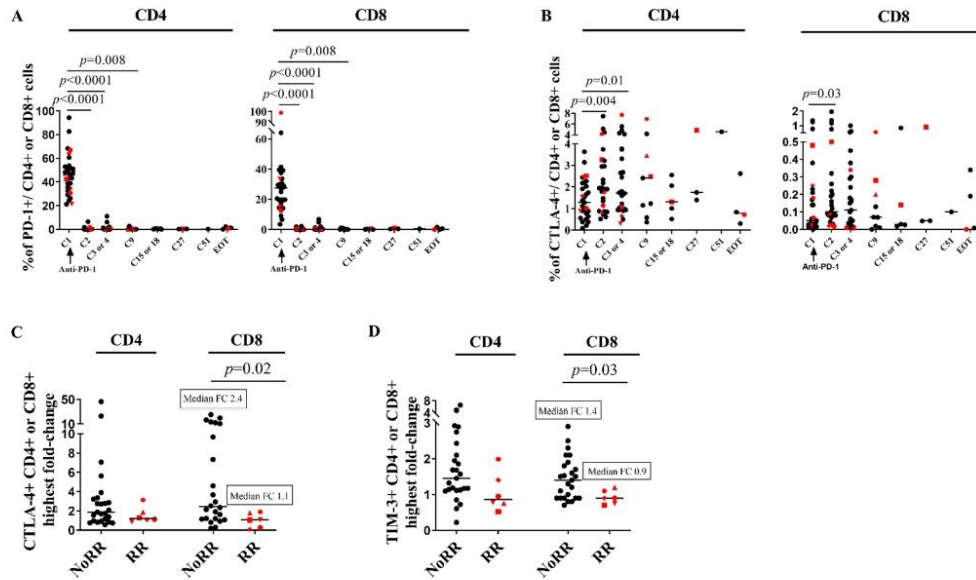 A
CD4
CD8
p=0.008
p<0.0001
p<0.0001
p=0.008
p<0.0001
p<0.0001
%of PD-1+/ CD4+ or CD8+ cells
100
80
60
40
20
0
C1
C2
C3 or 4
C9
C15 or 18
C27
C51
EOT
Anti-PD-1
100
90
60
40
20
0
C1
C2
C3 or 4
C9
C15 or 18
C27
C51
EOT
Anti-PD-1
B
CD4
CD8
p=0.01
p=0.004
p=0.03
%of CTLA-4+/ CD4+ or CD8+ cells
8
6
4
3
2
1
0
C1
C2
C3 or 4
C9
C15 or 18
C27
C51
EOT
Anti-PD-1
2
1
0.5
0.4
0.3
0.2
0.1
0.0
C1
C2
C3 or 4
C9
C15 or 18
C27
C51
EOT
Anti-PD-1
C
CD4
CD8
p=0.02
Median FC 2.4
Median FC 1.1
CTLA-4+ CD4+ or CD8+
highest fold-change
50
10
10
8
6
4
2
0
NoRR
RR
NoRR
RR
D
CD4
CD8
p=0.03
Median FC 1.4
Median FC 0.9
TIM-3+ CD4+ or CD8+
highest fold-change
8
4
3
2
1
0
NoRR
RR
NoRR
RR